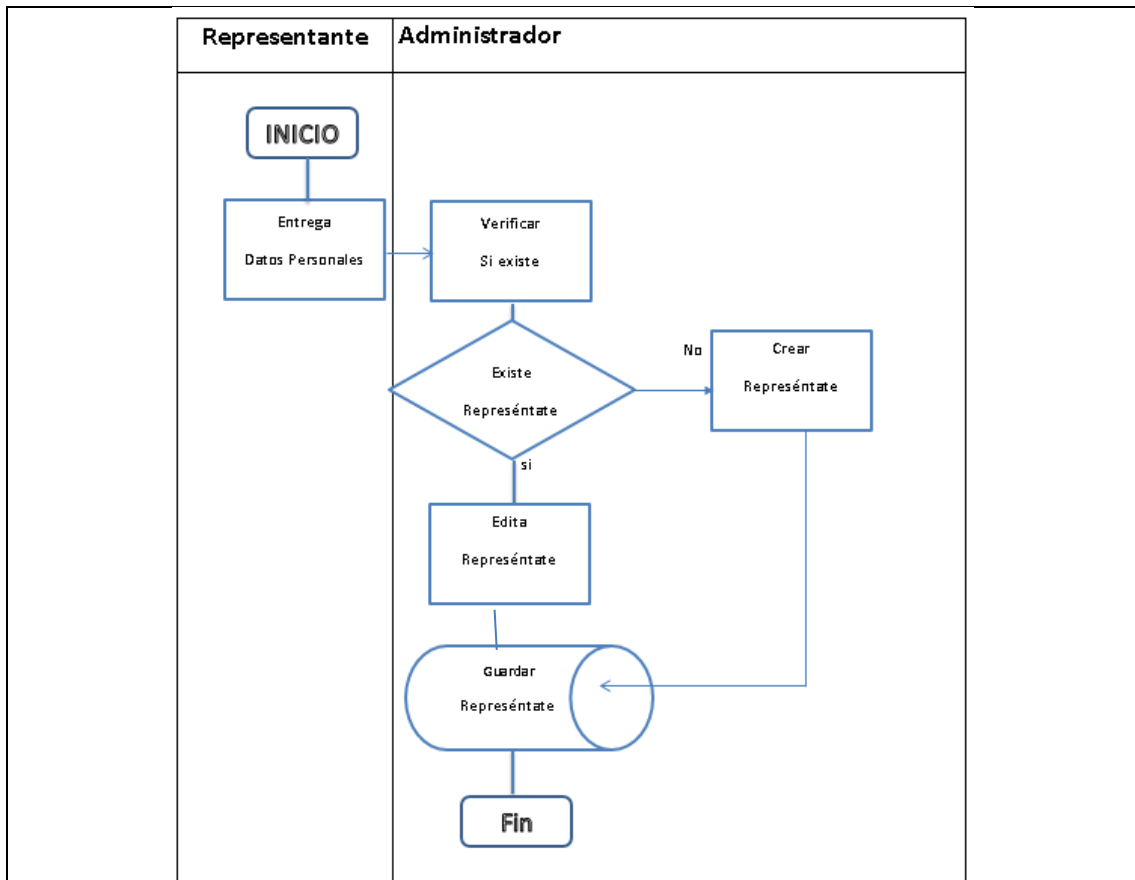 Representante
Administrador
INICIO
Entrega
Datos Personales
Verificar
Si existe
Existe
Represéntate
No
Crear
Represéntate
si
Edita
Represéntate
Guardar
Represéntate
Fin